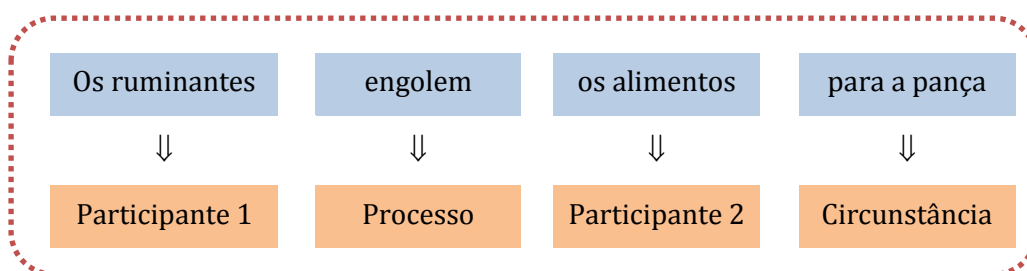 Os ruminantes engolem os alimentos para a pança
⇓ ⇓ ⇓ ⇓
Participante 1 Processo Participante 2 Circunstância